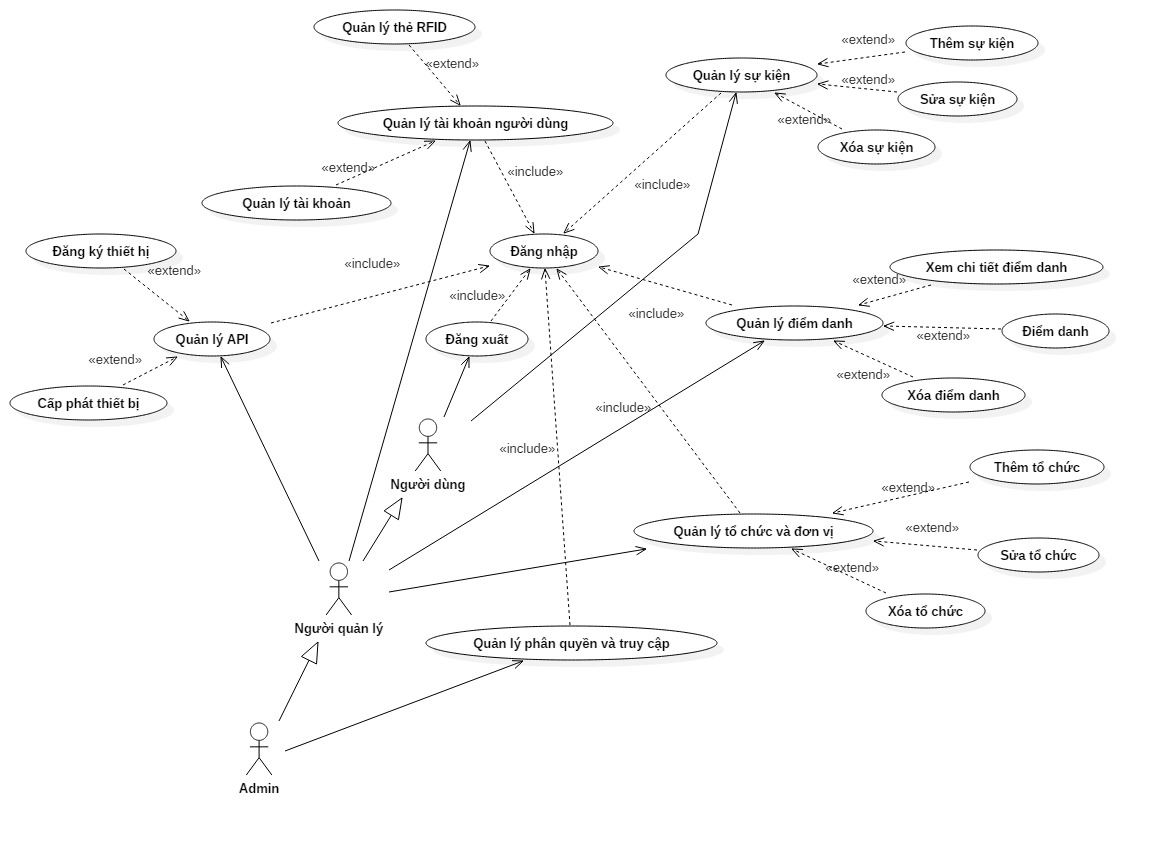 Quản lý thẻ RFID
«extend»
Thêm sự kiện
«extend»
Quản lý sự kiện
«extend»
Sửa sự kiện
Quản lý tài khoản người dùng
«extend»
Xóa sự kiện
«extend»
«include»
«include»
Quản lý tài khoản
Đăng ký thiết hị
«extend»
«include»
Đăng nhập
Xem chi tiết điểm danh
«extend»
«include»
«include»
Quản lý điểm danh
Điểm danh
«extend»
Quản lý API
Đăng xuất
«extend»
«extend»
Cấp phát thiết bị
Xóa điểm danh
«include»
«include»
Người dùng
Thêm tổ chức
«extend»
Quản lý tổ chức và đơn vị
«extend»
Sửa tổ chức
«extend»
Xóa tổ chức
Người quản lý
Quản lý phân quyền và truy cập
Admin